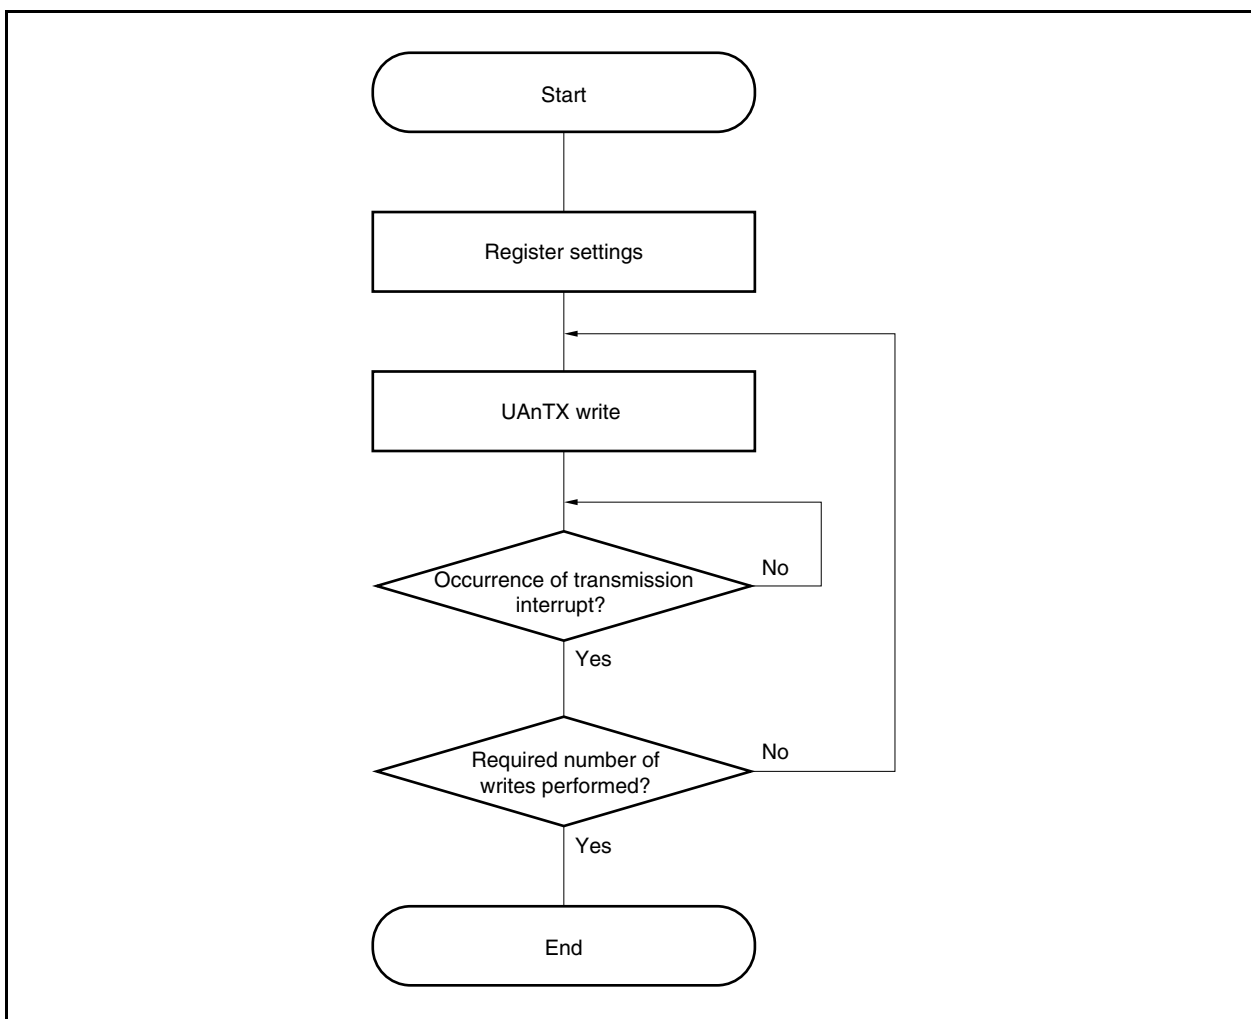 Start
Register settings
UAnTX write
Occurrence of transmission
interrupt?
No
Yes
Required number of
writes performed?
No
Yes
End